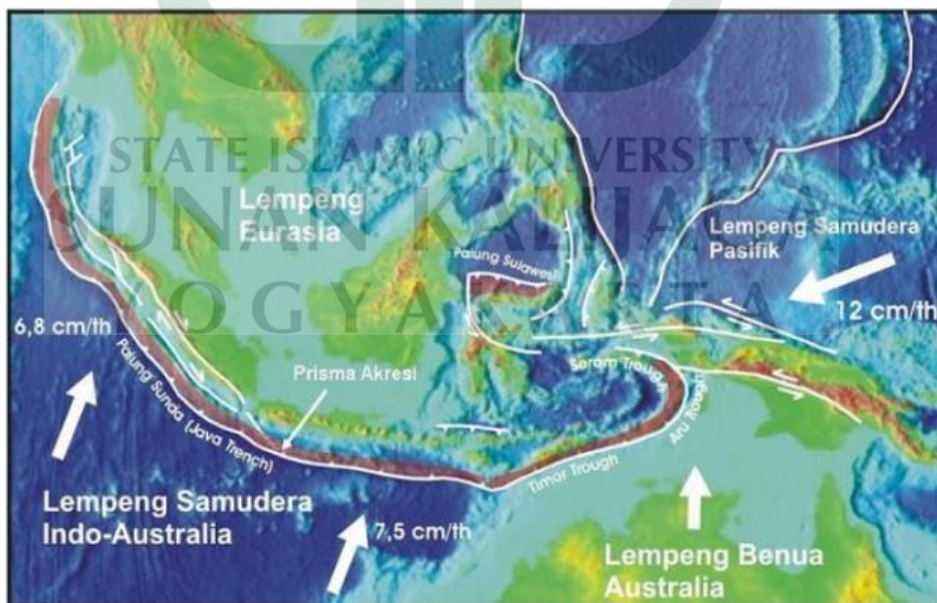 STATE ISLAMIC UNIVERSITY
SUNAN KALIJAGA
YOGYAKARTA
Lempeng
Eurasia
Lempeng Samudera
Pasifik
12 cm/th
Palung Sulawesi
6,8 cm/th
Prisma Akresi
Palung Sunda (Java Trench)
Seram Trough
Aru Trough
Timor Trough
Lempeng Samudera
Indo-Australia
7,5 cm/th
Lempeng Benua
Australia